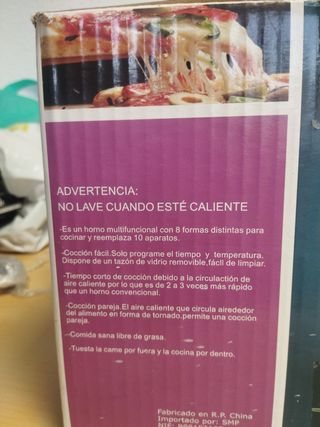 ADVERTENCIA:
NO LAVE CUANDO ESTÉ CALIENTE
-Es un horno multifuncional con 8 formas distintas para
cocinar y reemplaza 10 aparatos.
-Cocción fácil.Solo programe el tiempo y temperatura.
Dispone de un tazón de vidrio removible,fácil de limpiar.
-Tiempo corto de cocción debido a la circulactión de
aire caliente por lo que es de 2 a 3 veces más rápido
que un horno convencional.
-Cocción pareja.El aire caliente que circula airededor
del alimento en forma de tornado.permite una cocción
pareja.
-Comida sana libre de grasa.
-Tuesta la came por fuera y la cocina por dentro.
Fabricado en R.P. China
Importado por: SMP